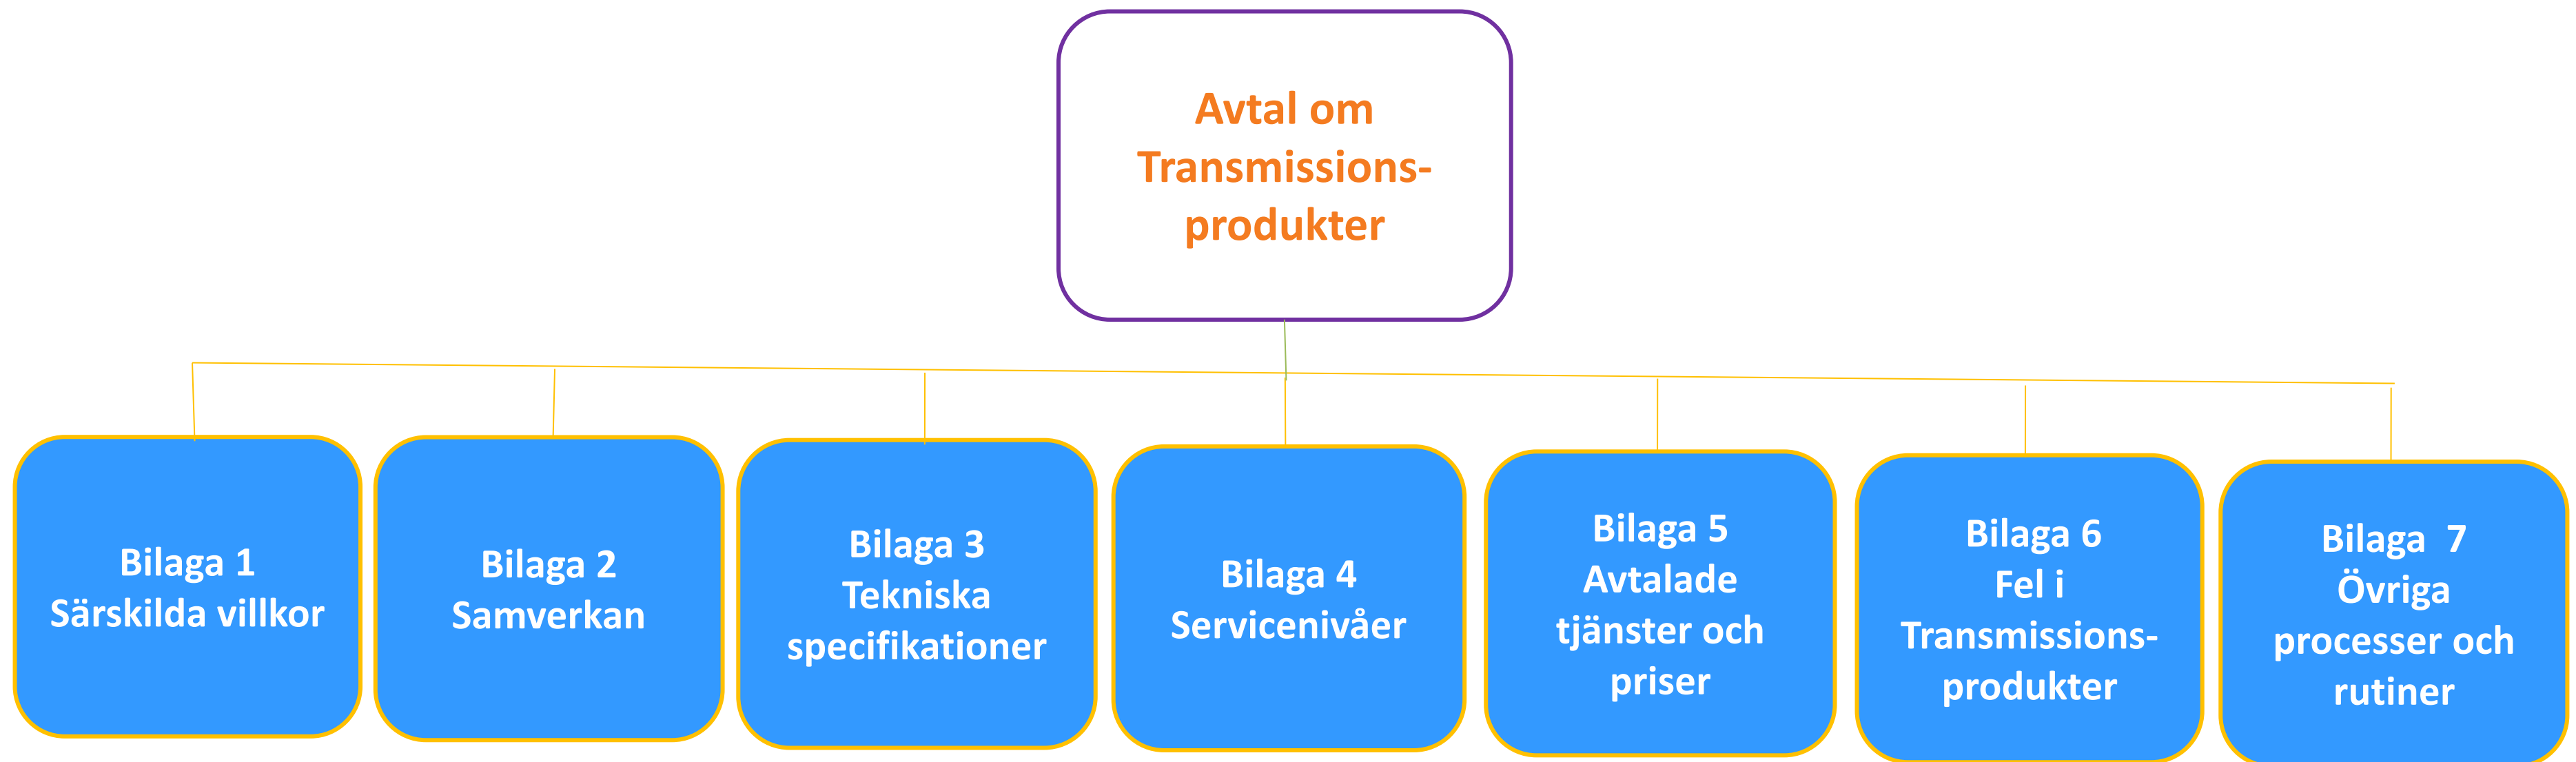 Avtal om
Transmissions-
produkter
Bilaga 1
Särskilda villkor
Bilaga 2
Samverkan
Bilaga 3
Tekniska
specifikationer
Bilaga 4
Servicenivåer
Bilaga 5
Avtalade
tjänster och
priser
Bilaga 6
Fel i
Transmissions-
produkter
Bilaga  7
Övriga
processer och
rutiner